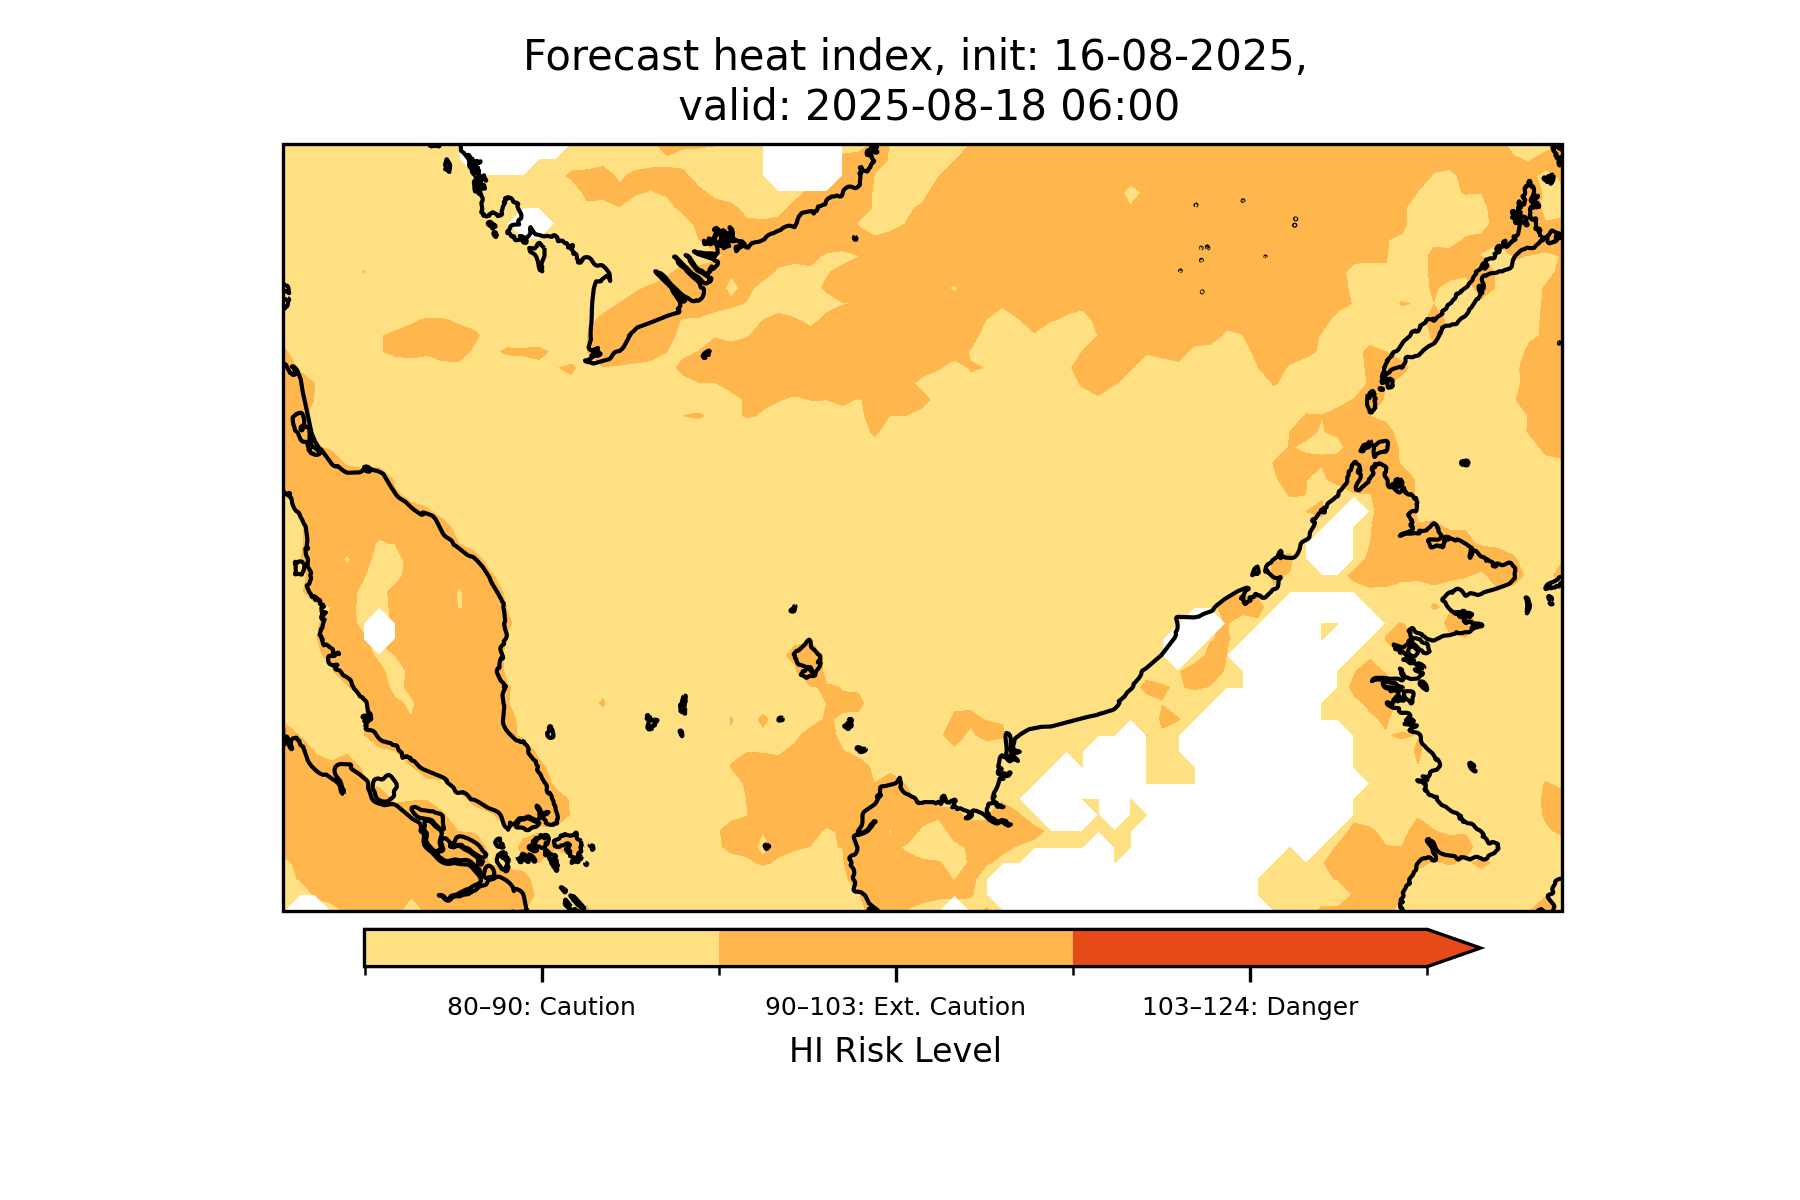 Forecast heat index, init: 16-08-2025,
valid: 2025-08-18 06:00
80–90: Caution
90–103: Ext. Caution
103–124: Danger
HI Risk Level